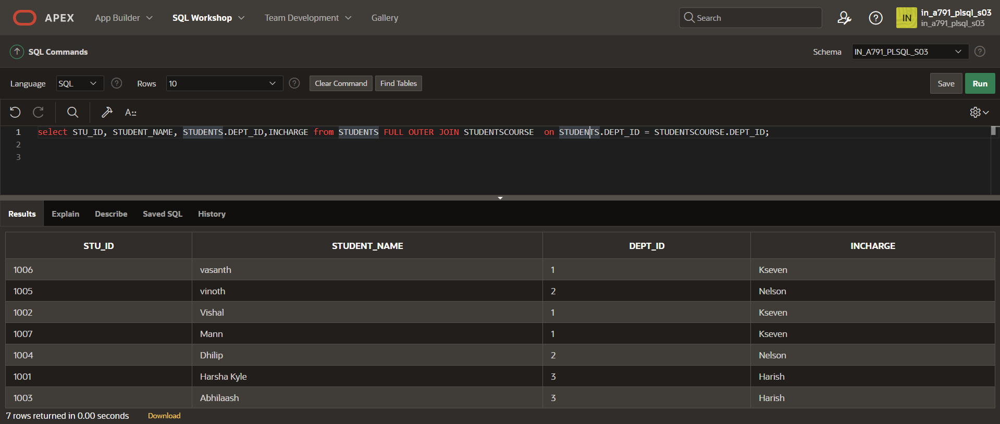 APEX App Builder SQL Workshop Team Development Gallery Search IN in_a791_plsql_s03
in_a791_plsql_s03
SQL Commands Schema IN_A791_PLSQL_S03
Language SQL Rows 10 Clear Command Find Tables Save Run
A::
1 select STU_ID, STUDENT_NAME, STUDENTS.DEPT_ID,INCHARGE from STUDENTS FULL OUTER JOIN STUDENTSCOURSE  on STUDENTS.DEPT_ID = STUDENTSCOURSE.DEPT_ID;
2
3
Results Explain Describe Saved SQL History
STU_ID STUDENT_NAME DEPT_ID INCHARGE
1006 vasanth 1 Kseven
1005 vinoth 2 Nelson
1002 Vishal 1 Kseven
1007 Mann 1 Kseven
1004 Dhilip 2 Nelson
1001 Harsha Kyle 3 Harish
1003 Abhilaash 3 Harish
7 rows returned in 0.00 seconds Download